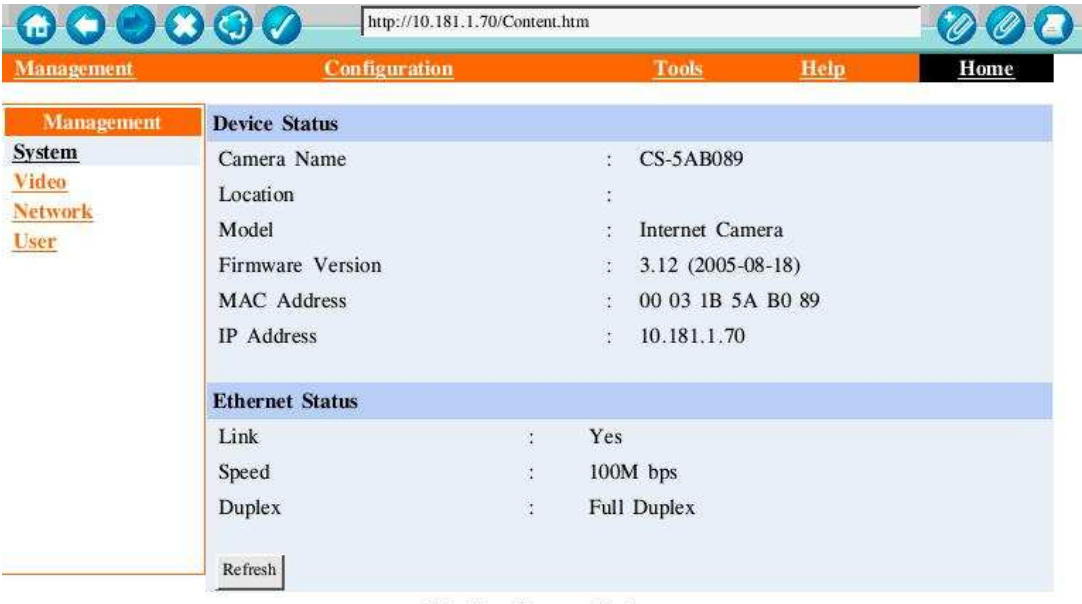 http://10.181.1.70/Content.htm
Management Configuration Tools Help Home
Management
System
Video
Network
User
Device Status
Camera Name : CS-5AB089
Location :
Model : Internet Camera
Firmware Version : 3.12 (2005-08-18)
MAC Address : 00 03 1B 5A B0 89
IP Address : 10.181.1.70
Ethernet Status
Link : Yes
Speed : 100M bps
Duplex : Full Duplex
Refresh